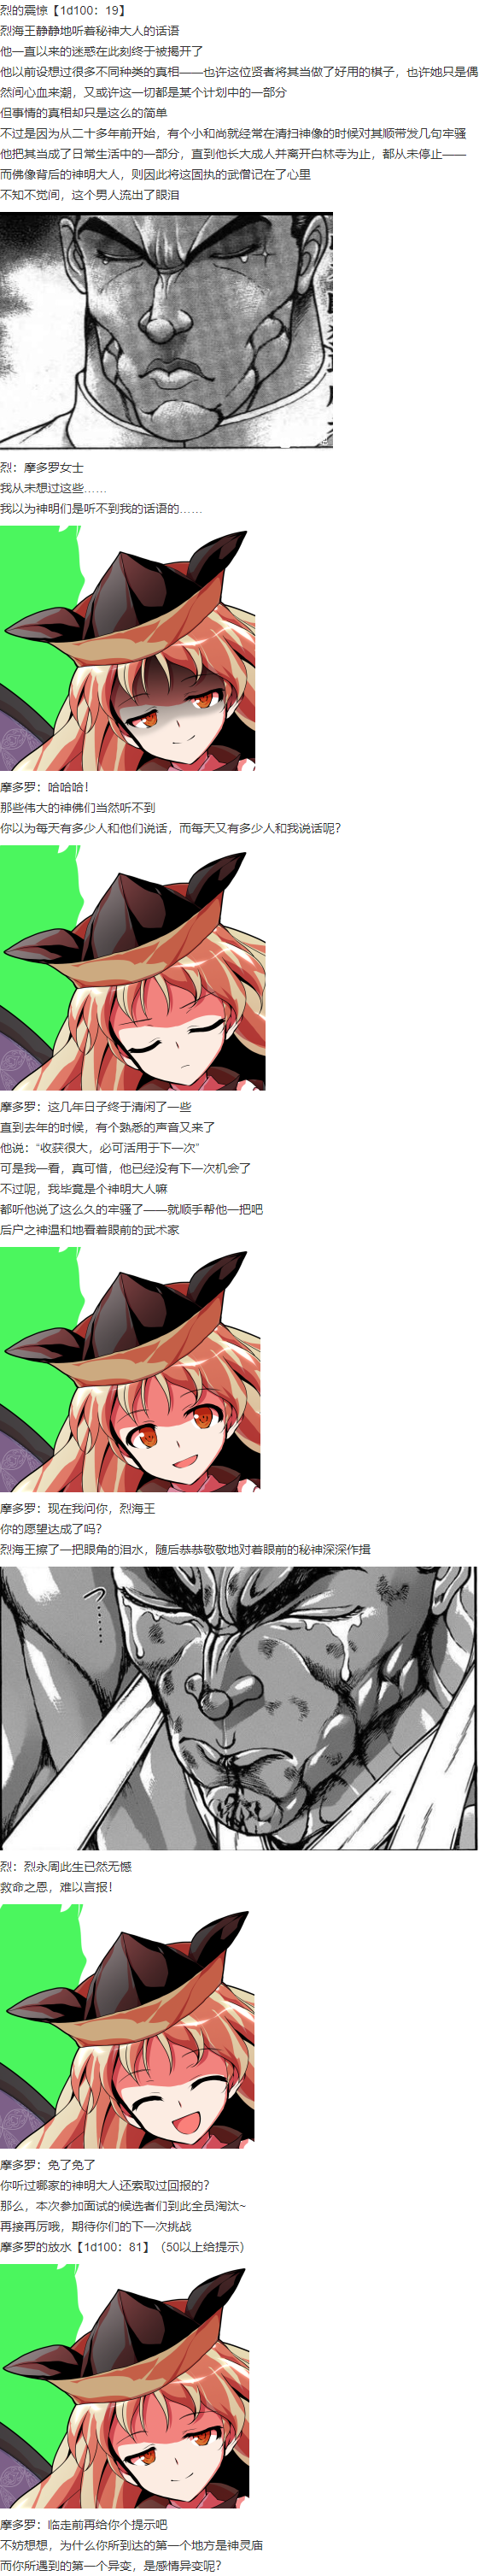 烈的震惊【1d100：19】
烈海王静静地听着秘神大人的话语
他一直以来的迷惑在此刻终于被揭开了
他以前设想过很多不同种类的真相——也许这位贤者将其当做了好用的棋子，也许她只是偶
然间心血来潮，又或许这一切都是某个计划中的一部分
但事情的真相却只是这么的简单
不过是因为从二十多年前开始，有个小和尚就经常在清扫神像的时候对其顺带发几句牢骚
他把其当成了日常生活中的一部分，直到他长大成人并离开白林寺为止，都从未停止——
而佛像背后的神明大人，则因此将这固执的武僧记在了心里
不知不觉间，这个男人流出了眼泪
烈：摩多罗女士
我从未想过这些……
我以为神明们是听不到我的话语的……
摩多罗：哈哈哈！
那些伟大的神佛们当然听不到
你以为每天有多少人和他们说话，而每天又有多少人和我说话呢？
摩多罗：这几年日子终于清闲了一些
直到去年的时候，有个熟悉的声音又来了
他说：“收获很大，必可活用于下一次”
可是我一看，真可惜，他已经没有下一次机会了
不过呢，我毕竟是个神明大人嘛
都听他说了这么久的牢骚了——就顺手帮他一把吧
后户之神温和地看着眼前的武术家
摩多罗：现在我问你，烈海王
你的愿望达成了吗？
烈海王擦了一把眼角的泪水，随后恭恭敬敬地对着眼前的秘神深深作揖
烈：烈永周此生已然无憾
救命之恩，难以言报！
摩多罗：免了免了
你听过哪家的神明大人还索取过回报的？
那么，本次参加面试的候选者们到此全员淘汰~
再接再厉哦，期待你们的下一次挑战
摩多罗的放水【1d100：81】（50以上给提示）
摩多罗：临走前再给你个提示吧
不妨想想，为什么你所到达的第一个地方是神灵庙
而你所遇到的第一个异变，是感情异变呢？